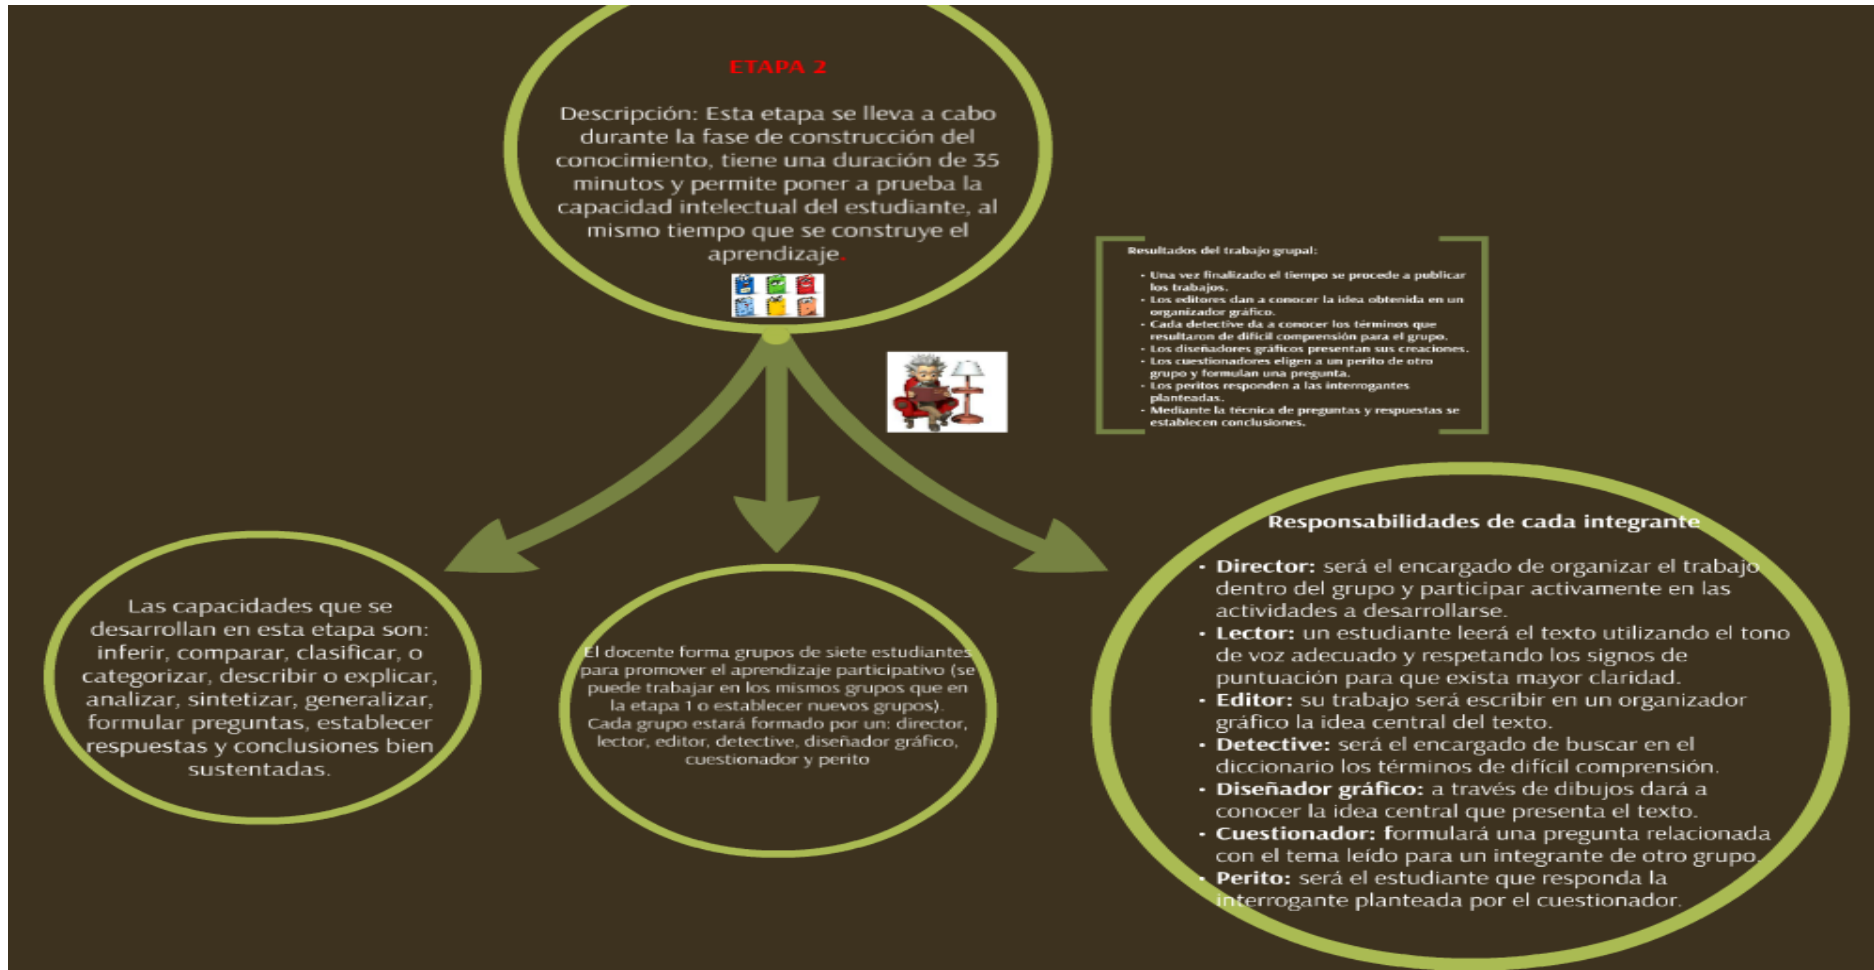 ETAPA 2
Descripción: Esta etapa se lleva a cabo
durante la fase de construcción del
conocimiento, tiene una duración de 35
minutos y permite poner a prueba la
capacidad intelectual del estudiante, al
mismo tiempo que se construye el
aprendizaje.
Resultados del trabajo grupal:
• Una vez finalizado el tiempo se procede a publicar
los trabajos.
• Los editores dan a conocer la idea obtenida en un
organizador gráfico.
• Cada detective da a conocer los términos que
resultaron de difícil comprensión para el grupo.
• Los diseñadores gráficos presentan sus creaciones.
• Los cuestionadores eligen a un perito de otro
grupo y formulan una pregunta.
• Los peritos responden a las interrogantes
planteadas.
• Mediante la técnica de preguntas y respuestas se
establecen conclusiones.
Las capacidades que se
desarrollan en esta etapa son:
inferir, comparar, clasificar, o
categorizar, describir o explicar,
analizar, sintetizar, generalizar,
formular preguntas, establecer
respuestas y conclusiones bien
sustentadas.
El docente forma grupos de siete estudiantes
para promover el aprendizaje participativo (se
puede trabajar en los mismos grupos que en
la etapa 1 o establecer nuevos grupos).
Cada grupo estará formado por un: director,
lector, editor, detective, diseñador gráfico,
cuestionador y perito
Responsabilidades de cada integrante
• Director: será el encargado de organizar el trabajo
dentro del grupo y participar activamente en las
actividades a desarrollarse.
• Lector: un estudiante leerá el texto utilizando el tono
de voz adecuado y respetando los signos de
puntuación para que exista mayor claridad.
• Editor: su trabajo será escribir en un organizador
gráfico la idea central del texto.
• Detective: será el encargado de buscar en el
diccionario los términos de difícil comprensión.
• Diseñador gráfico: a través de dibujos dará a
conocer la idea central que presenta el texto.
• Cuestionador: formulará una pregunta relacionada
con el tema leído para un integrante de otro grupo.
• Perito: será el estudiante que responda la
interrogante planteada por el cuestionador.